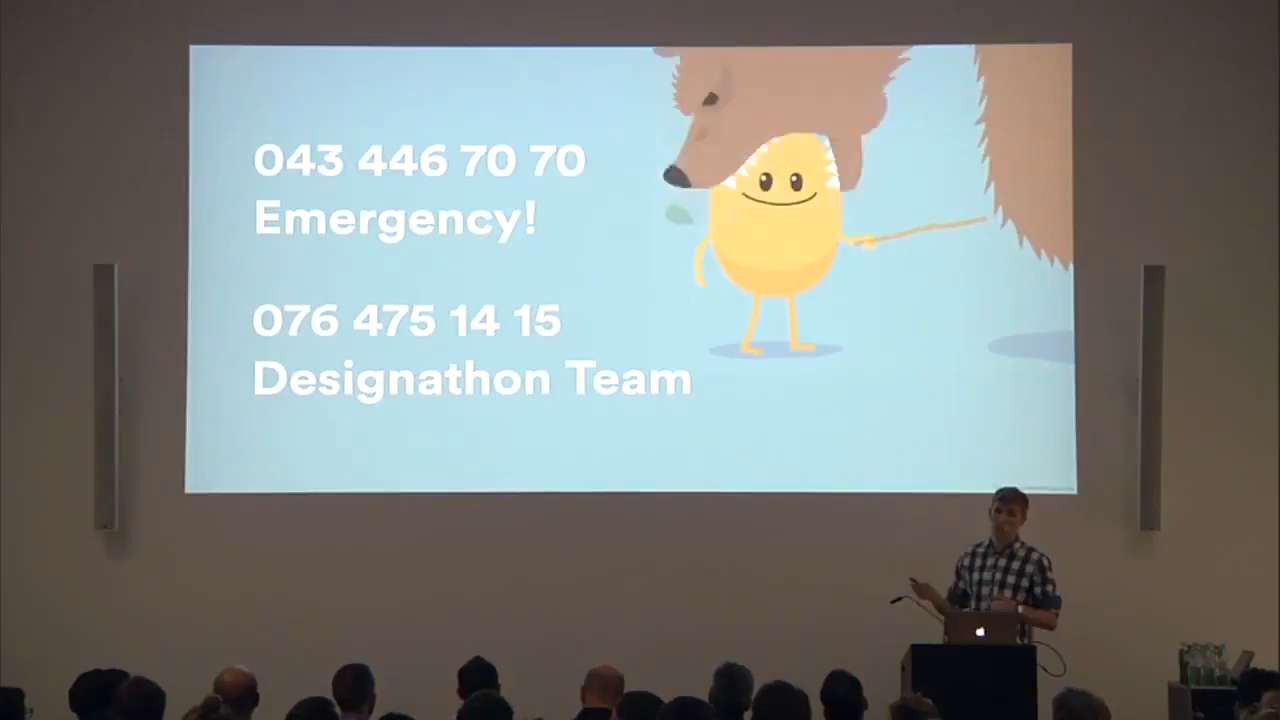 043 446 70 70
Emergency!
076 475 14 15
Designathon Team